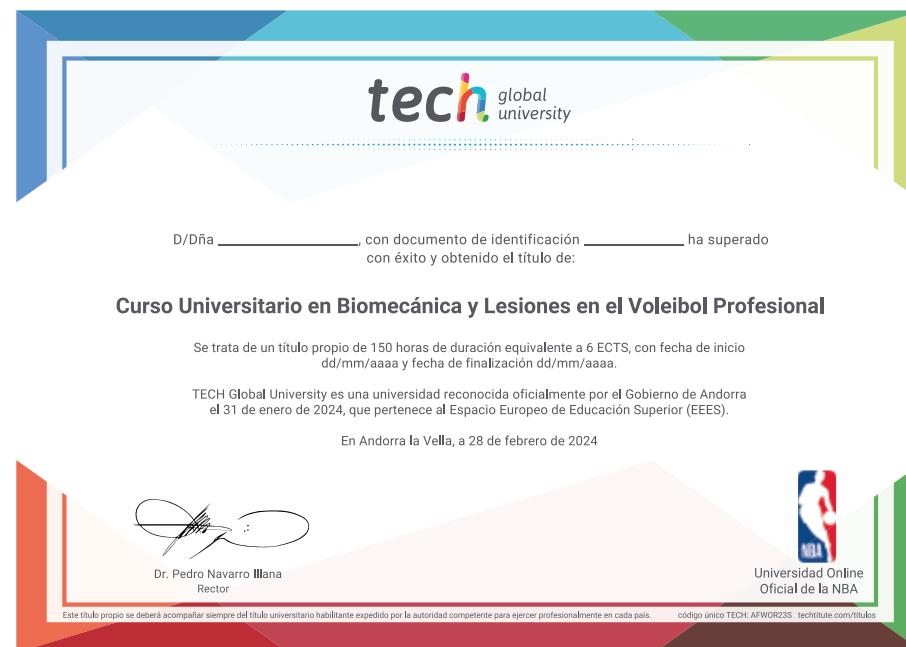 tech global university
D/Dña ____________________, con documento de identificación ______________ ha superado
con éxito y obtenido el título de:
Curso Universitario en Biomecánica y Lesiones en el Voleibol Profesional
Se trata de un título propio de 150 horas de duración equivalente a 6 ECTS, con fecha de inicio
dd/mm/aaaa y fecha de finalización dd/mm/aaaa.
TECH Global University es una universidad reconocida oficialmente por el Gobierno de Andorra
el 31 de enero de 2024, que pertenece al Espacio Europeo de Educación Superior (EEES).
En Andorra la Vella, a 28 de febrero de 2024
Dr. Pedro Navarro Illana
Rector
NBA
Universidad Online
Oficial de la NBA
Este título propio se deberá acompañar siempre del título universitario habilitante expedido por la autoridad competente para ejercer profesionalmente en cada país.
código único TECH: AFWOR23S techtitute.com/titulos